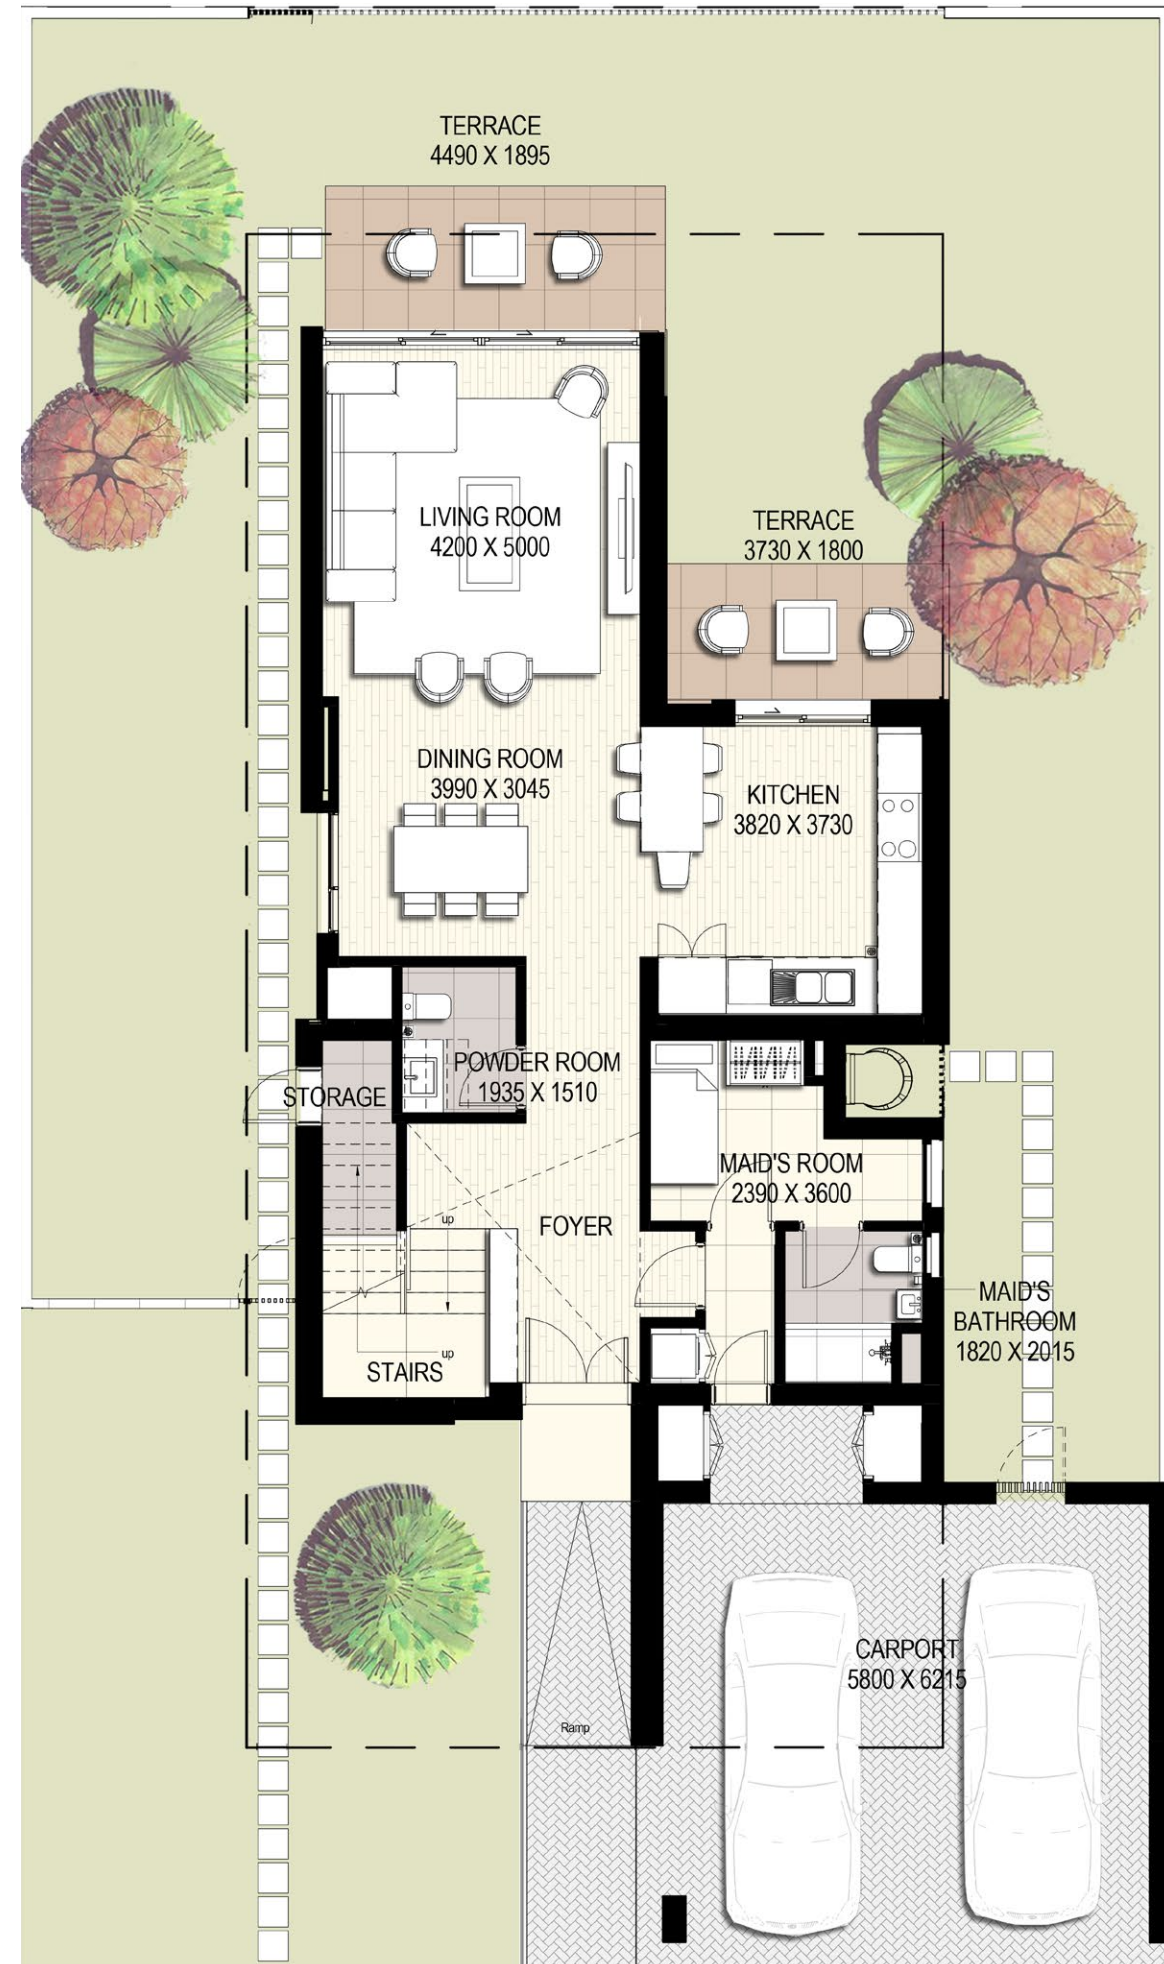 TERRACE
4490 X 1895
LIVING ROOM
4200 X 5000
TERRACE
3730 X 1800
DINING ROOM
3990 X 3045
KITCHEN
3820 X 3730
POWDER ROOM
1935 X 1510
STORAGE
MAID'S ROOM
2390 X 3600
up
FOYER
MAID'S
BATHROOM
1820 X 2015
up
STAIRS
CARPORT
5800 X 6215
Ramp